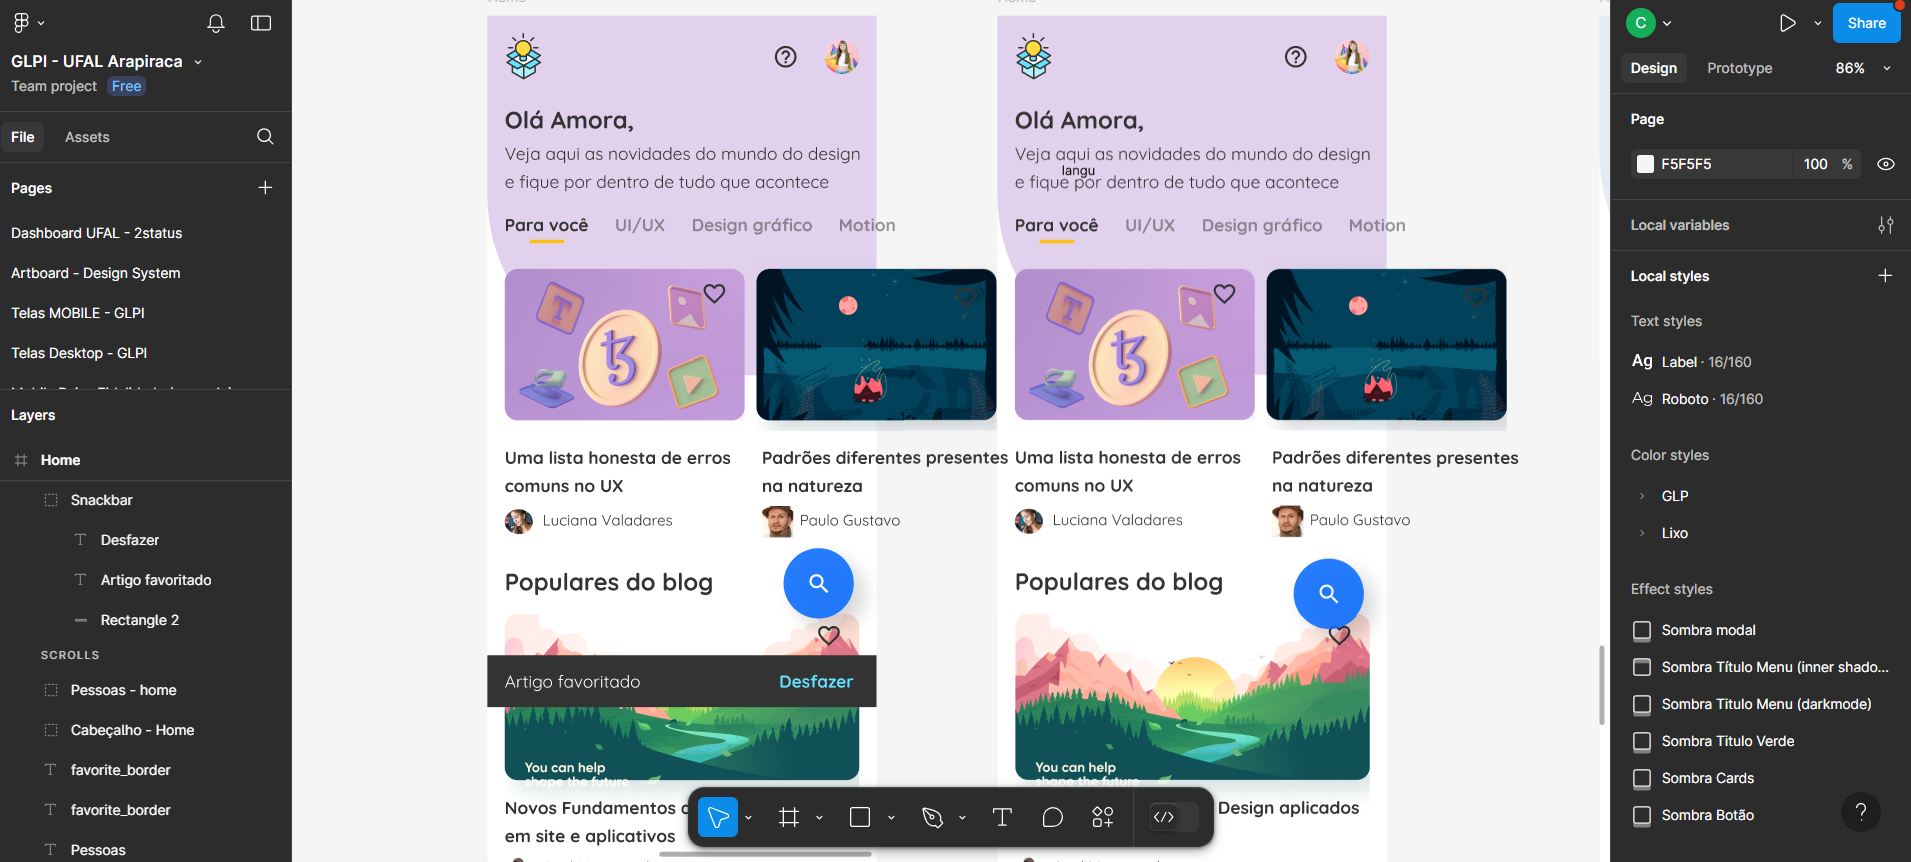 GLPI - UFAL Arapiraca
Team project Free
File Assets
Pages
Dashboard UFAL - 2status
Artboard - Design System
Telas MOBILE - GLPI
Telas Desktop - GLPI
Layers
Home
Snackbar
Desfazer
Artigo favoritado
Rectangle 2
SCROLLS
Pessoas - home
Cabeçalho - Home
favorite_border
favorite_border
Pessoas
Home
Olá Amora,
Veja aqui as novidades do mundo do design
e fique por dentro de tudo que acontece
Para você UI/UX Design gráfico Motion
Uma lista honesta de erros
comuns no UX
Luciana Valadares
Padrões diferentes presentes
na natureza
Paulo Gustavo
Populares do blog
Artigo favoritado Desfazer
You can help
shape the future
Novos Fundamentos
em site e aplicativos
Home
Olá Amora,
Veja aqui as novidades do mundo do design
langu
e fique por dentro de tudo que acontece
Para você UI/UX Design gráfico Motion
Uma lista honesta de erros
comuns no UX
Luciana Valadares
Padrões diferentes presentes
na natureza
Paulo Gustavo
Populares do blog
You can help
shape the future
Design aplicados
C
Share
Design Prototype 86%
Page
F5F5F5 100 %
Local variables
Local styles
Text styles
Ag Label · 16/160
Ag Roboto · 16/160
Color styles
GLP
Lixo
Effect styles
Sombra modal
Sombra Título Menu (inner shado...
Sombra Titulo Menu (darkmode)
Sombra Titulo Verde
Sombra Cards
Sombra Botão
?